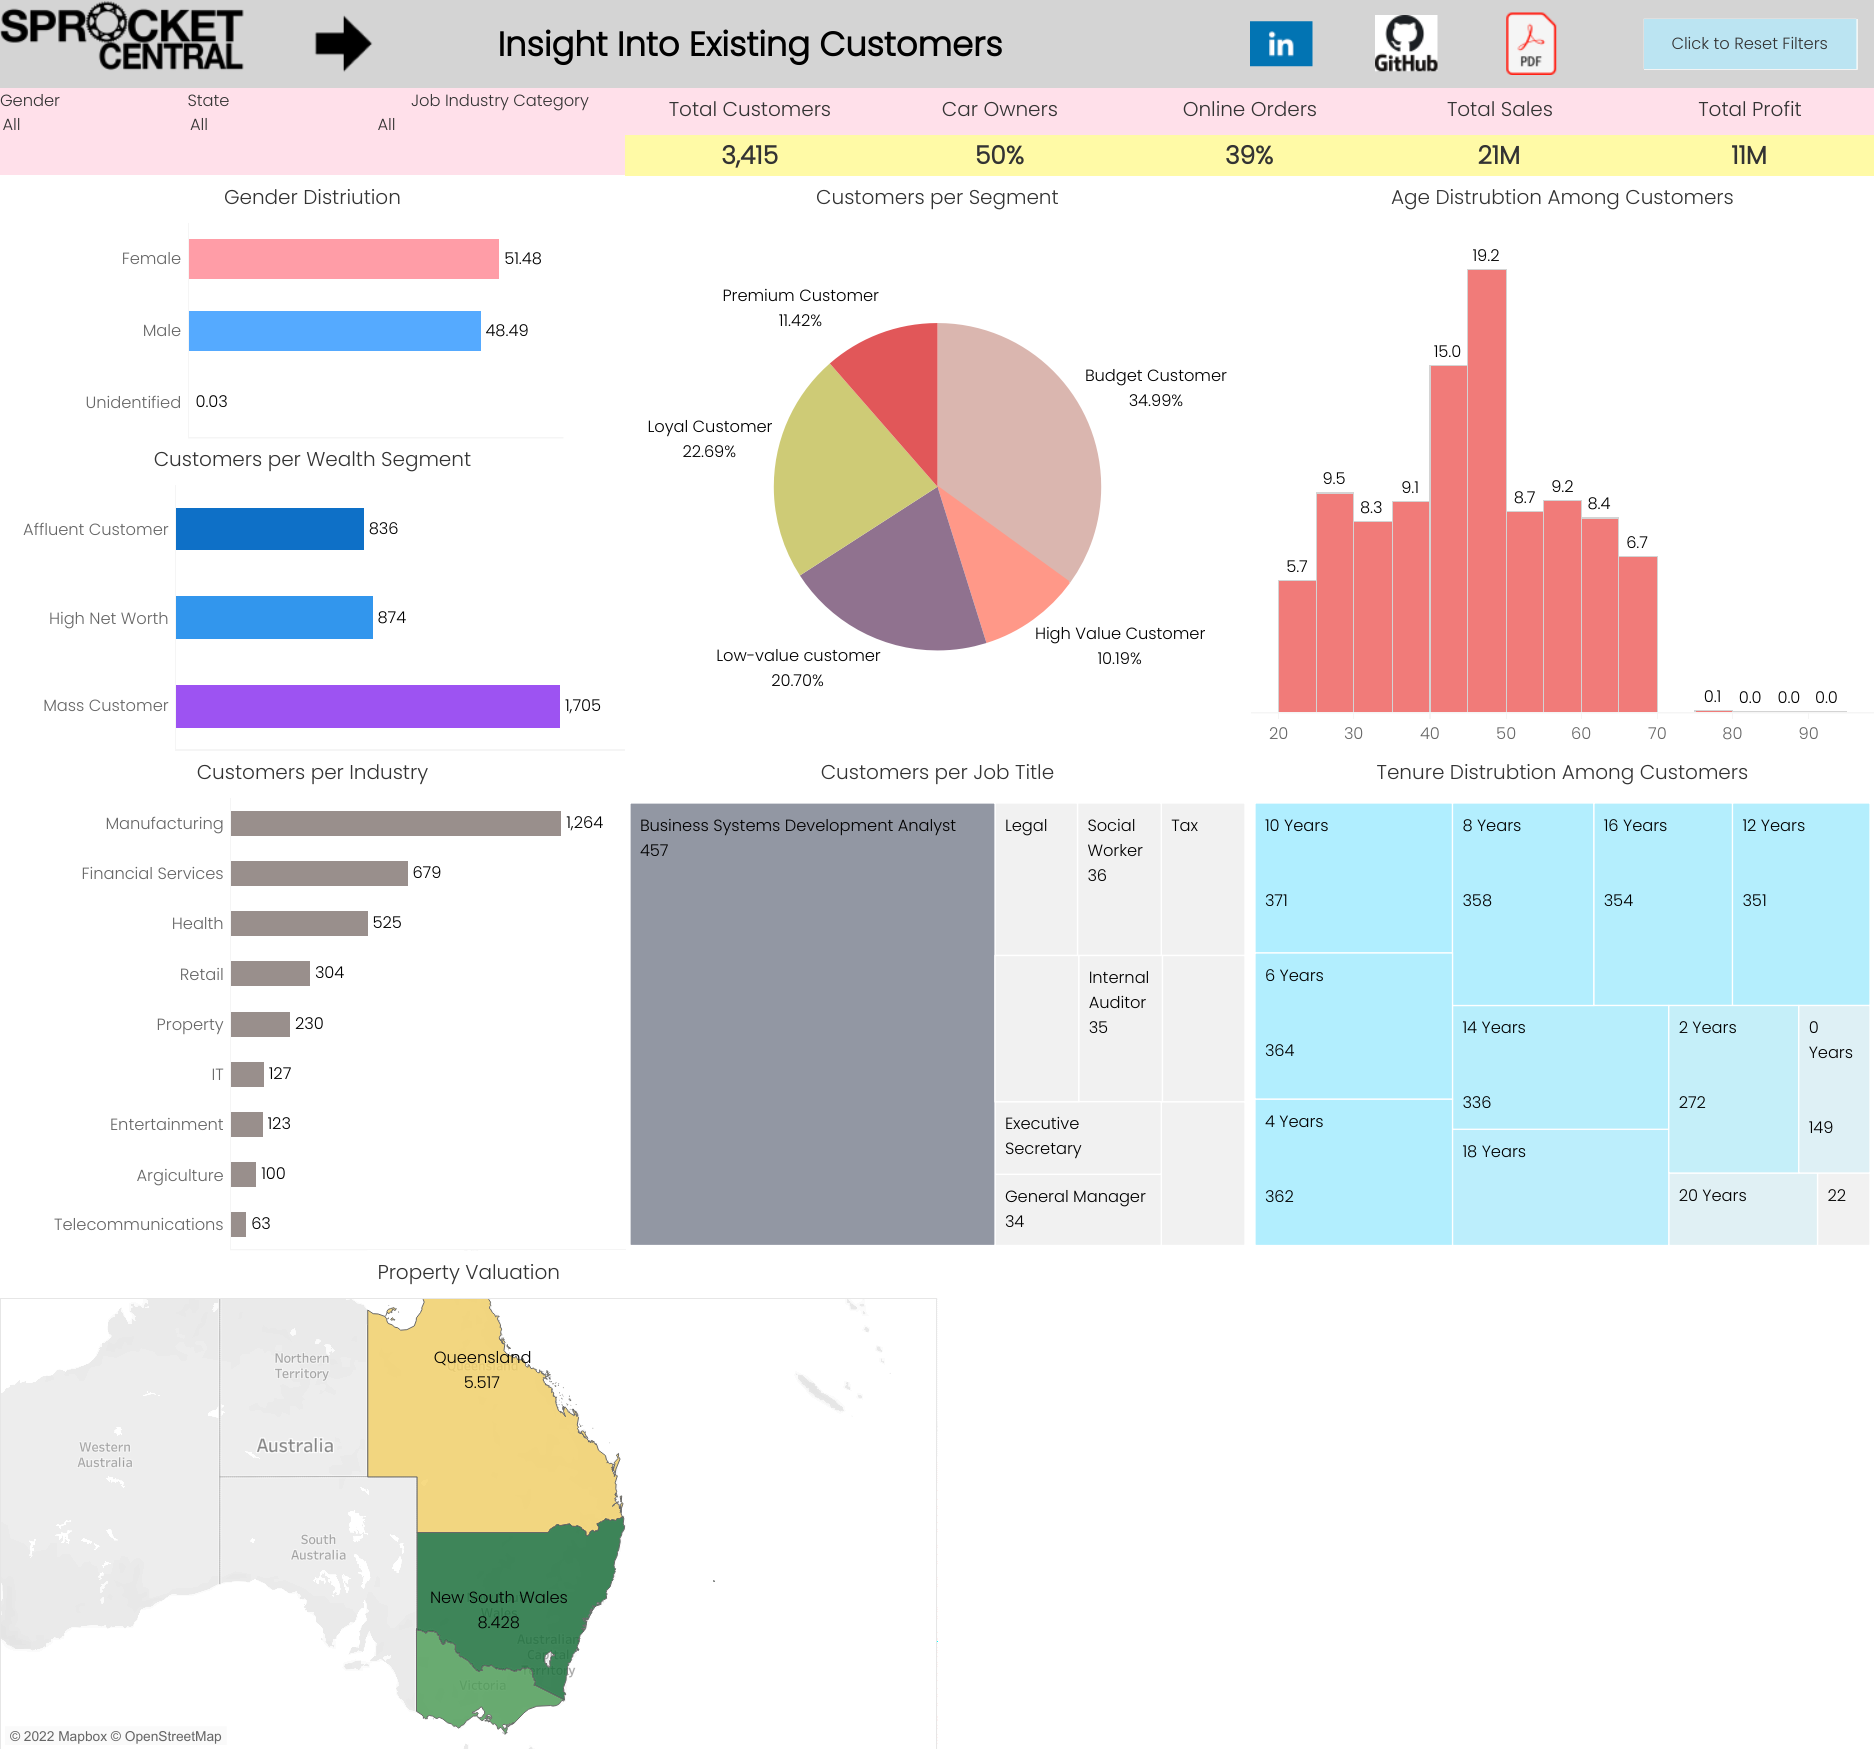 SPROCKET
CENTRAL
Insight Into Existing Customers
in
GitHub
PDF
Click to Reset Filters
Gender
All
State
All
Job Industry Category
All
Total Customers
3,415
Car Owners
50%
Online Orders
39%
Total Sales
21M
Total Profit
11M
Gender Distriution
Female
51.48
Male
48.49
Unidentified
0.03
Customers per Wealth Segment
Affluent Customer
836
High Net Worth
874
Mass Customer
1,705
Customers per Segment
Premium Customer
11.42%
Budget Customer
34.99%
Loyal Customer
22.69%
High Value Customer
10.19%
Low-value customer
20.70%
Age Distrubtion Among Customers
5.7
9.5
8.3
9.1
15.0
19.2
8.7
9.2
8.4
6.7
0.1
0.0
0.0
0.0
20
30
40
50
60
70
80
90
Customers per Industry
Manufacturing
1,264
Financial Services
679
Health
525
Retail
304
Property
230
IT
127
Entertainment
123
Argiculture
100
Telecommunications
63
Customers per Job Title
Business Systems Development Analyst
457
Legal
Social
Worker
36
Tax
Internal
Auditor
35
Executive
Secretary
General Manager
34
Tenure Distrubtion Among Customers
10 Years
371
8 Years
358
16 Years
354
12 Years
351
6 Years
364
14 Years
336
2 Years
272
0
Years
149
4 Years
362
18 Years
20 Years
22
Property Valuation
Queensland
5.517
Northern
Territory
Western
Australia
Australia
South
Australia
New South Wales
8.428
Australian
Capital
Territory
Victoria
© 2022 Mapbox © OpenStreetMap